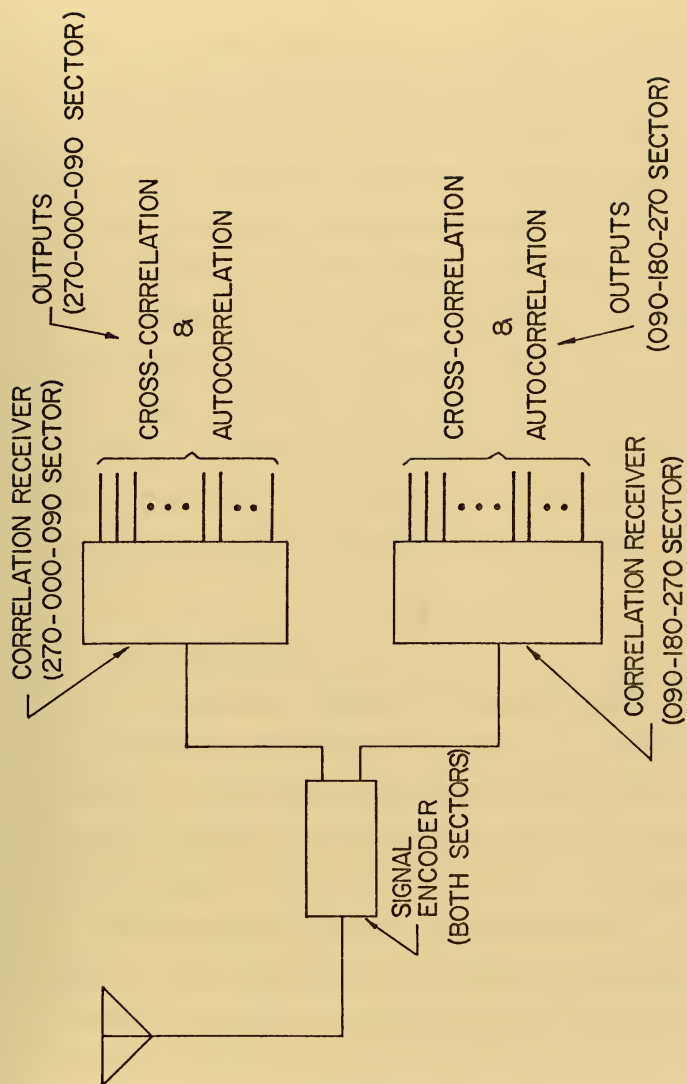 CORRELATION RECEIVER
(270-000-090 SECTOR)
OUTPUTS
(270-000-090 SECTOR)
CROSS-CORRELATION
&
AUTOCORRELATION
SIGNAL
ENCODER
(BOTH SECTORS)
CROSS-CORRELATION
&
AUTOCORRELATION
CORRELATION RECEIVER
(090-180-270 SECTOR)
OUTPUTS
(090-180-270 SECTOR)